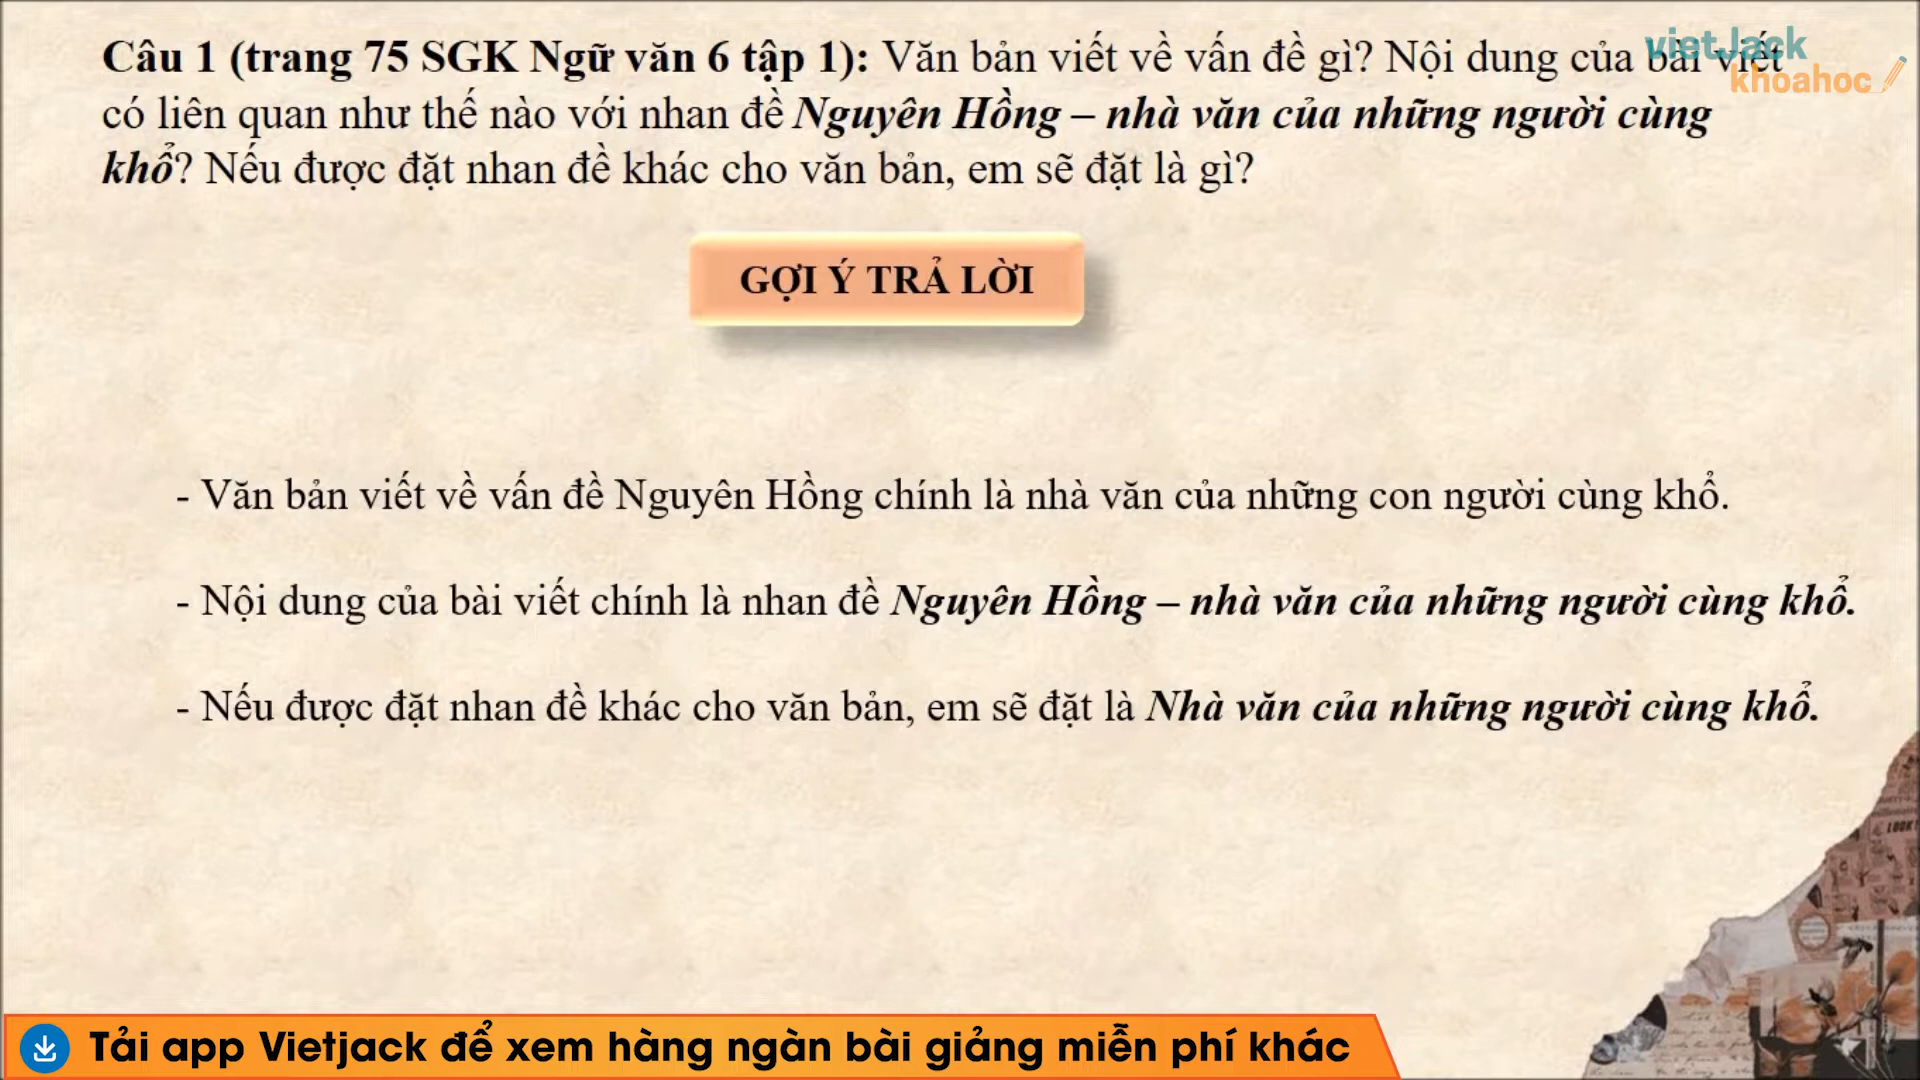 Câu 1 (trang 75 SGK Ngữ văn 6 tập 1): Văn bản viết về vấn đề gì? Nội dung của bài viết
có liên quan như thế nào với nhan đề Nguyên Hồng – nhà văn của những người cùng
khổ? Nếu được đặt nhan đề khác cho văn bản, em sẽ đặt là gì?
vietJack
khoahoc
GỢI Ý TRẢ LỜI
- Văn bản viết về vấn đề Nguyên Hồng chính là nhà văn của những con người cùng khổ.
- Nội dung của bài viết chính là nhan đề Nguyên Hồng – nhà văn của những người cùng khổ.
- Nếu được đặt nhan đề khác cho văn bản, em sẽ đặt là Nhà văn của những người cùng khổ.
LOOK
Tải app Vietjack để xem hàng ngàn bài giảng miễn phí khác